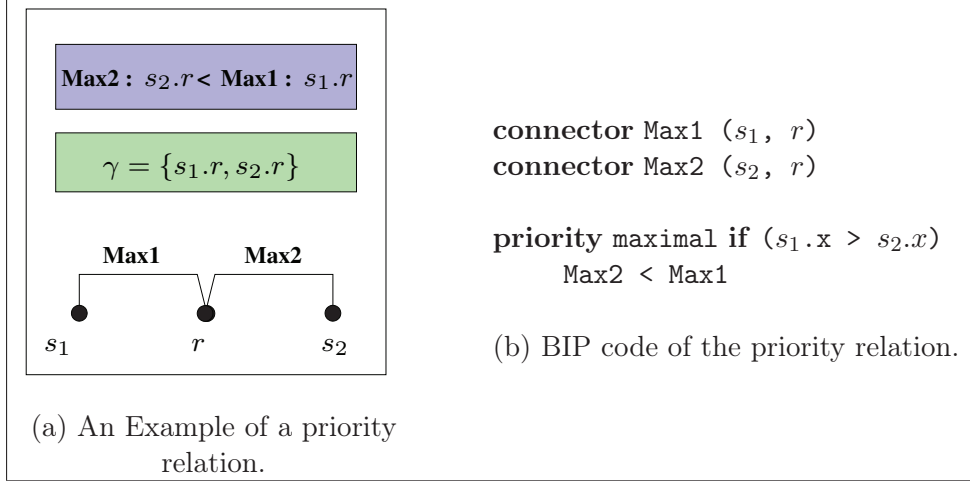 Max2 : s₂.r < Max1 : s₁.r
γ = {s₁.r, s₂.r}
Max1 Max2
s₁ r s₂
(a) An Example of a priority
relation.
connector Max1 (s₁, r)
connector Max2 (s₂, r)
priority maximal if (s₁.x > s₂.x)
Max2 < Max1
(b) BIP code of the priority relation.